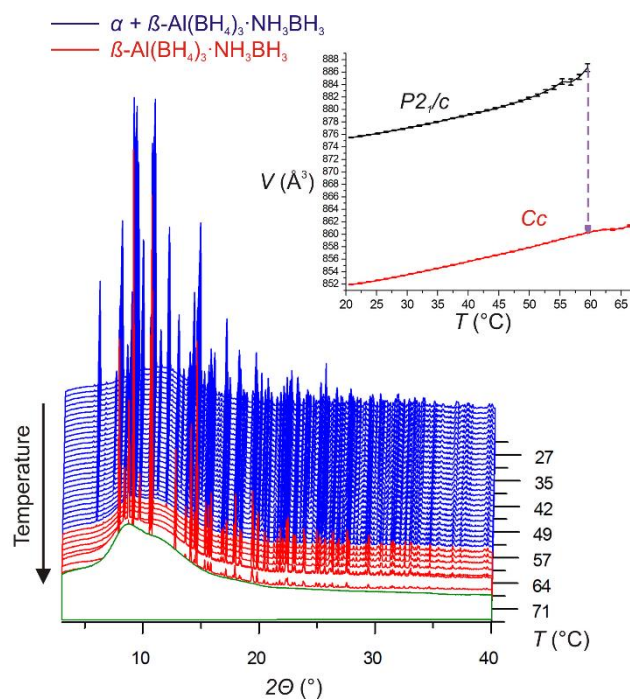 α + ß-Al(BH₄)₃·NH₃BH₃
ß-Al(BH₄)₃·NH₃BH₃
888
886
884
882
880
878
876
874
872
870
868
866
864
862
860
858
856
854
852
V (Å³)
P2₁/c
Cc
20 25 30 35 40 45 50 55 60 65
T (°C)
Temperature
27
35
42
49
57
64
71
T (°C)
10 20 30 40
2Θ (°)